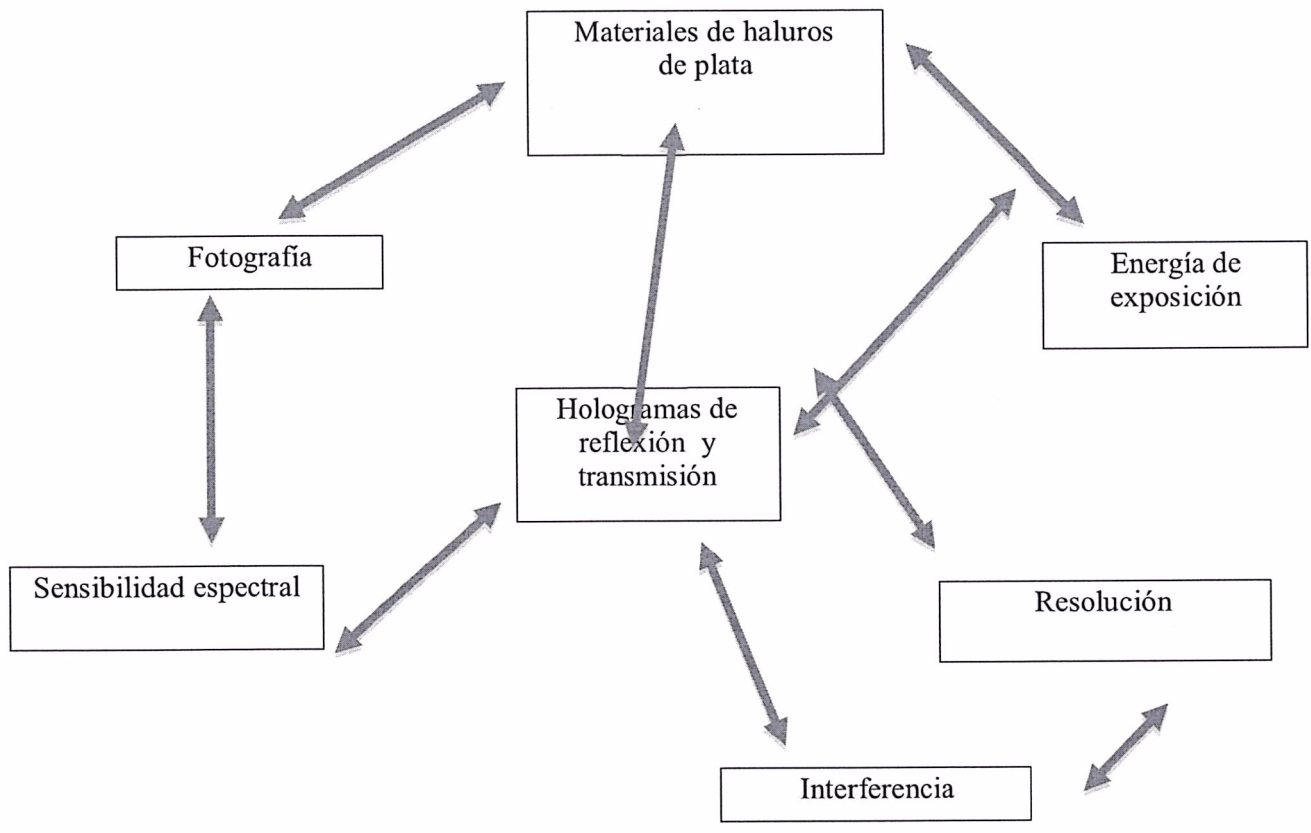 Materiales de haluros
de plata
Fotografía
Energía de
exposición
Hologramas de
reflexión y
transmisión
Sensibilidad espectral
Resolución
Interferencia